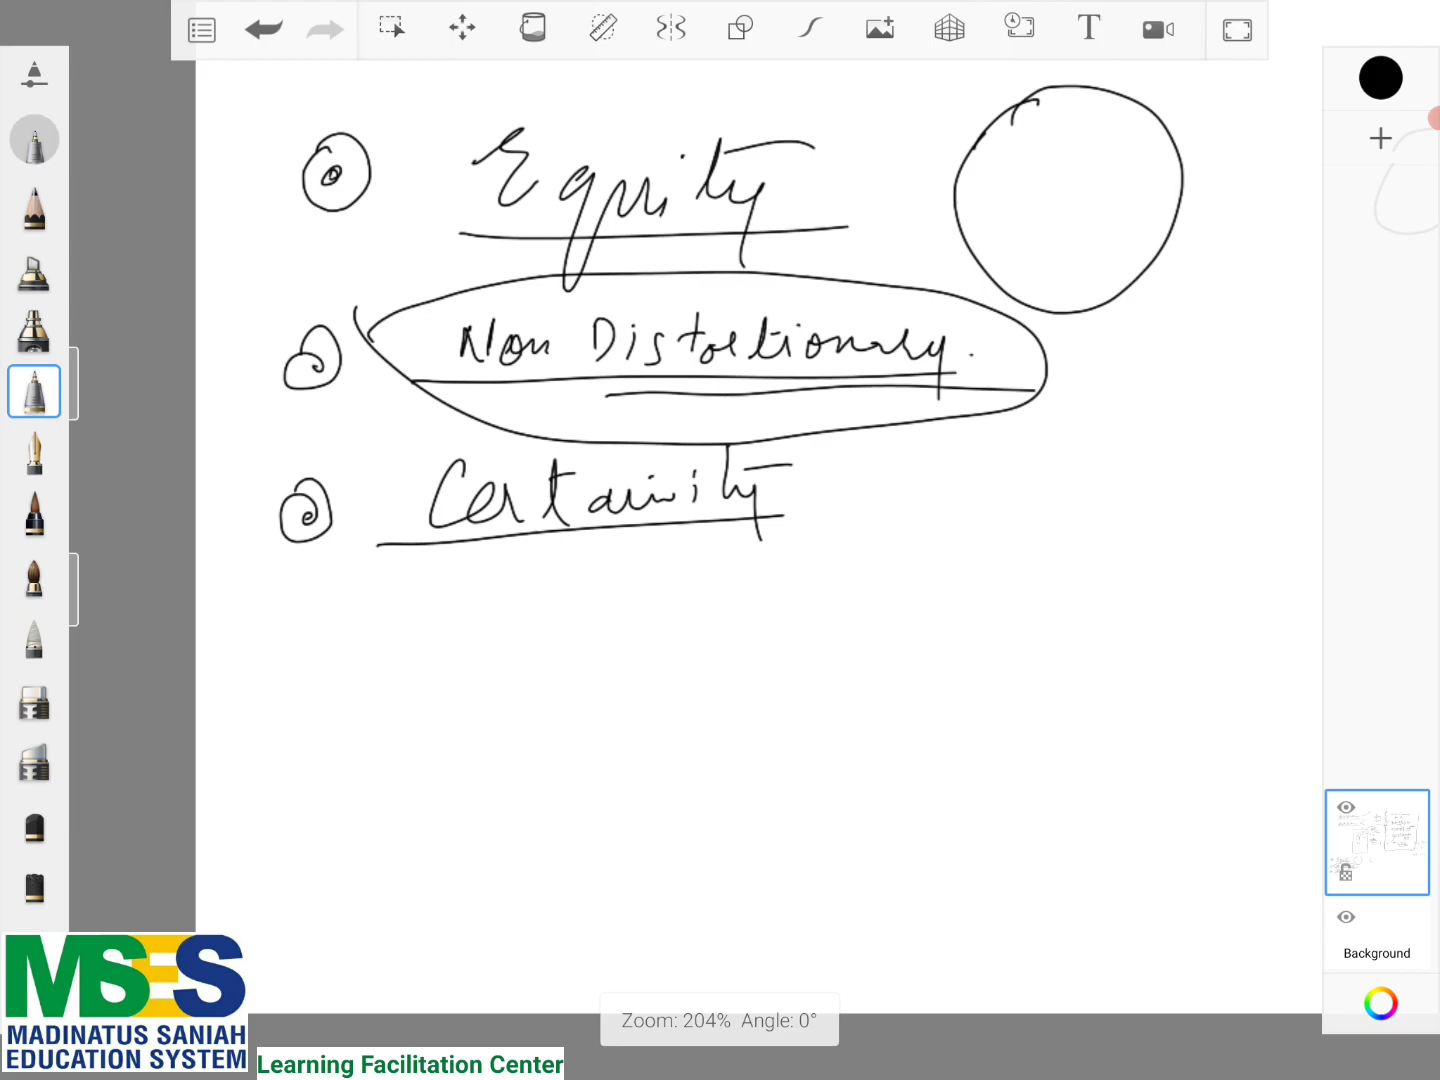 T
Equity
Non Distortionary.
Certainity
Background
Zoom: 204% Angle: 0°
MSES
MADINATUS SANIAH
EDUCATION SYSTEM
Learning Facilitation Center